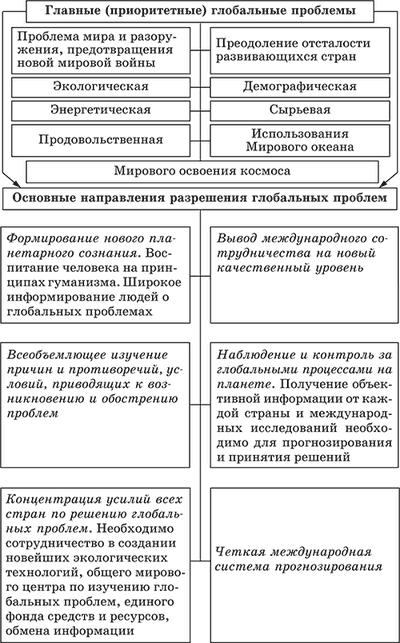 Главные (приоритетные) глобальные проблемы
Проблема мира и разору-
жения, предотвращения
новой мировой войны
Преодоление отсталости
развивающихся стран
Экологическая
Демографическая
Энергетическая
Сырьевая
Продовольственная
Использования
Мирового океана
Мирового освоения космоса
Основные направления разрешения глобальных проблем
Формирование нового пла-
нетарного сознания. Вос-
питание человека на прин-
ципах гуманизма. Широкое
информирование людей о
глобальных проблемах
Вывод международного со-
трудничества на новый
качественный уровень
Всеобъемлющее изучение
причин и противоречий, ус-
ловий, приводящих к воз-
никновению и обострению
проблем
Наблюдение и контроль за
глобальными процессами на
планете. Получение объек-
тивной информации от каж-
дой страны и международ-
ных исследований необхо-
димо для прогнозирования
и принятия решений
Концентрация усилий всех
стран по решению глобаль-
ных проблем. Необходимо
сотрудничество в создании
новейших экологических
технологий, общего мирово-
го центра по изучению гло-
бальных проблем, единого
фонда средств и ресурсов,
обмена информации
Четкая международная
система прогнозирования